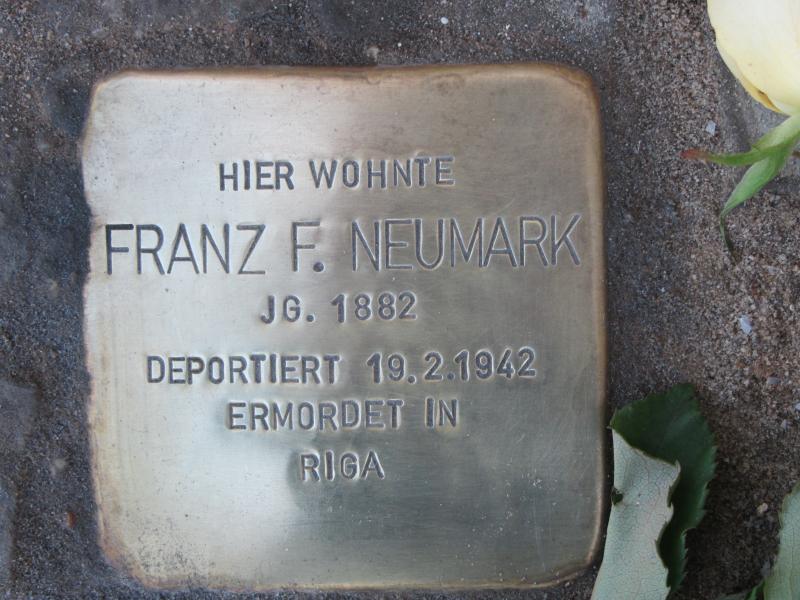 HIER WOHNTE
FRANZ F. NEUMARK
JG. 1882
DEPORTIERT 19.2.1942
ERMORDET IN
RIGA